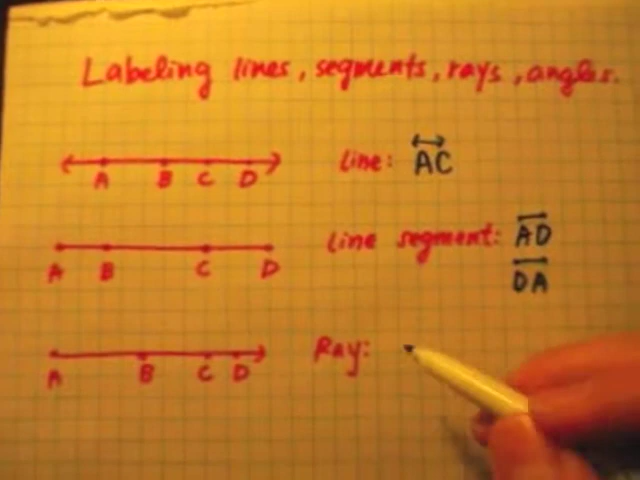 Labeling lines, segments, rays, angles.
A B C D
line: AC
A B C D
line segment: AD
DA
A B C D
Ray: